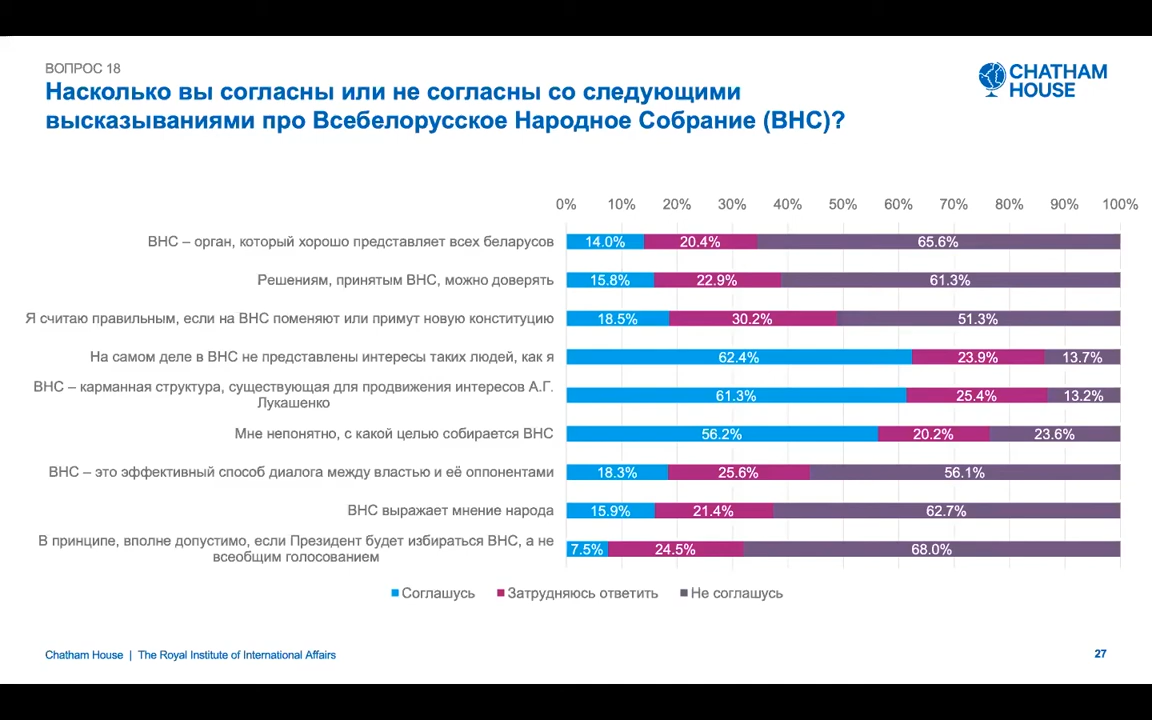 ВОПРОС 18
Насколько вы согласны или не согласны со следующими
высказываниями про Всебелорусское Народное Собрание (ВНС)?
CHATHAM
HOUSE
0% 10% 20% 30% 40% 50% 60% 70% 80% 90% 100%
ВНС – орган, который хорошо представляет всех беларусов 14.0% 20.4% 65.6%
Решениям, принятым ВНС, можно доверять 15.8% 22.9% 61.3%
Я считаю правильным, если на ВНС поменяют или примут новую конституцию 18.5% 30.2% 51.3%
На самом деле в ВНС не представлены интересы таких людей, как я 62.4% 23.9% 13.7%
ВНС – карманная структура, существующая для продвижения интересов А.Г.
Лукашенко 61.3% 25.4% 13.2%
Мне непонятно, с какой целью собирается ВНС 56.2% 20.2% 23.6%
ВНС – это эффективный способ диалога между властью и её оппонентами 18.3% 25.6% 56.1%
ВНС выражает мнение народа 15.9% 21.4% 62.7%
В принципе, вполне допустимо, если Президент будет избираться ВНС, а не
всеобщим голосованием 7.5% 24.5% 68.0%
Соглашусь Затрудняюсь ответить Не соглашусь
Chatham House | The Royal Institute of International Affairs
27